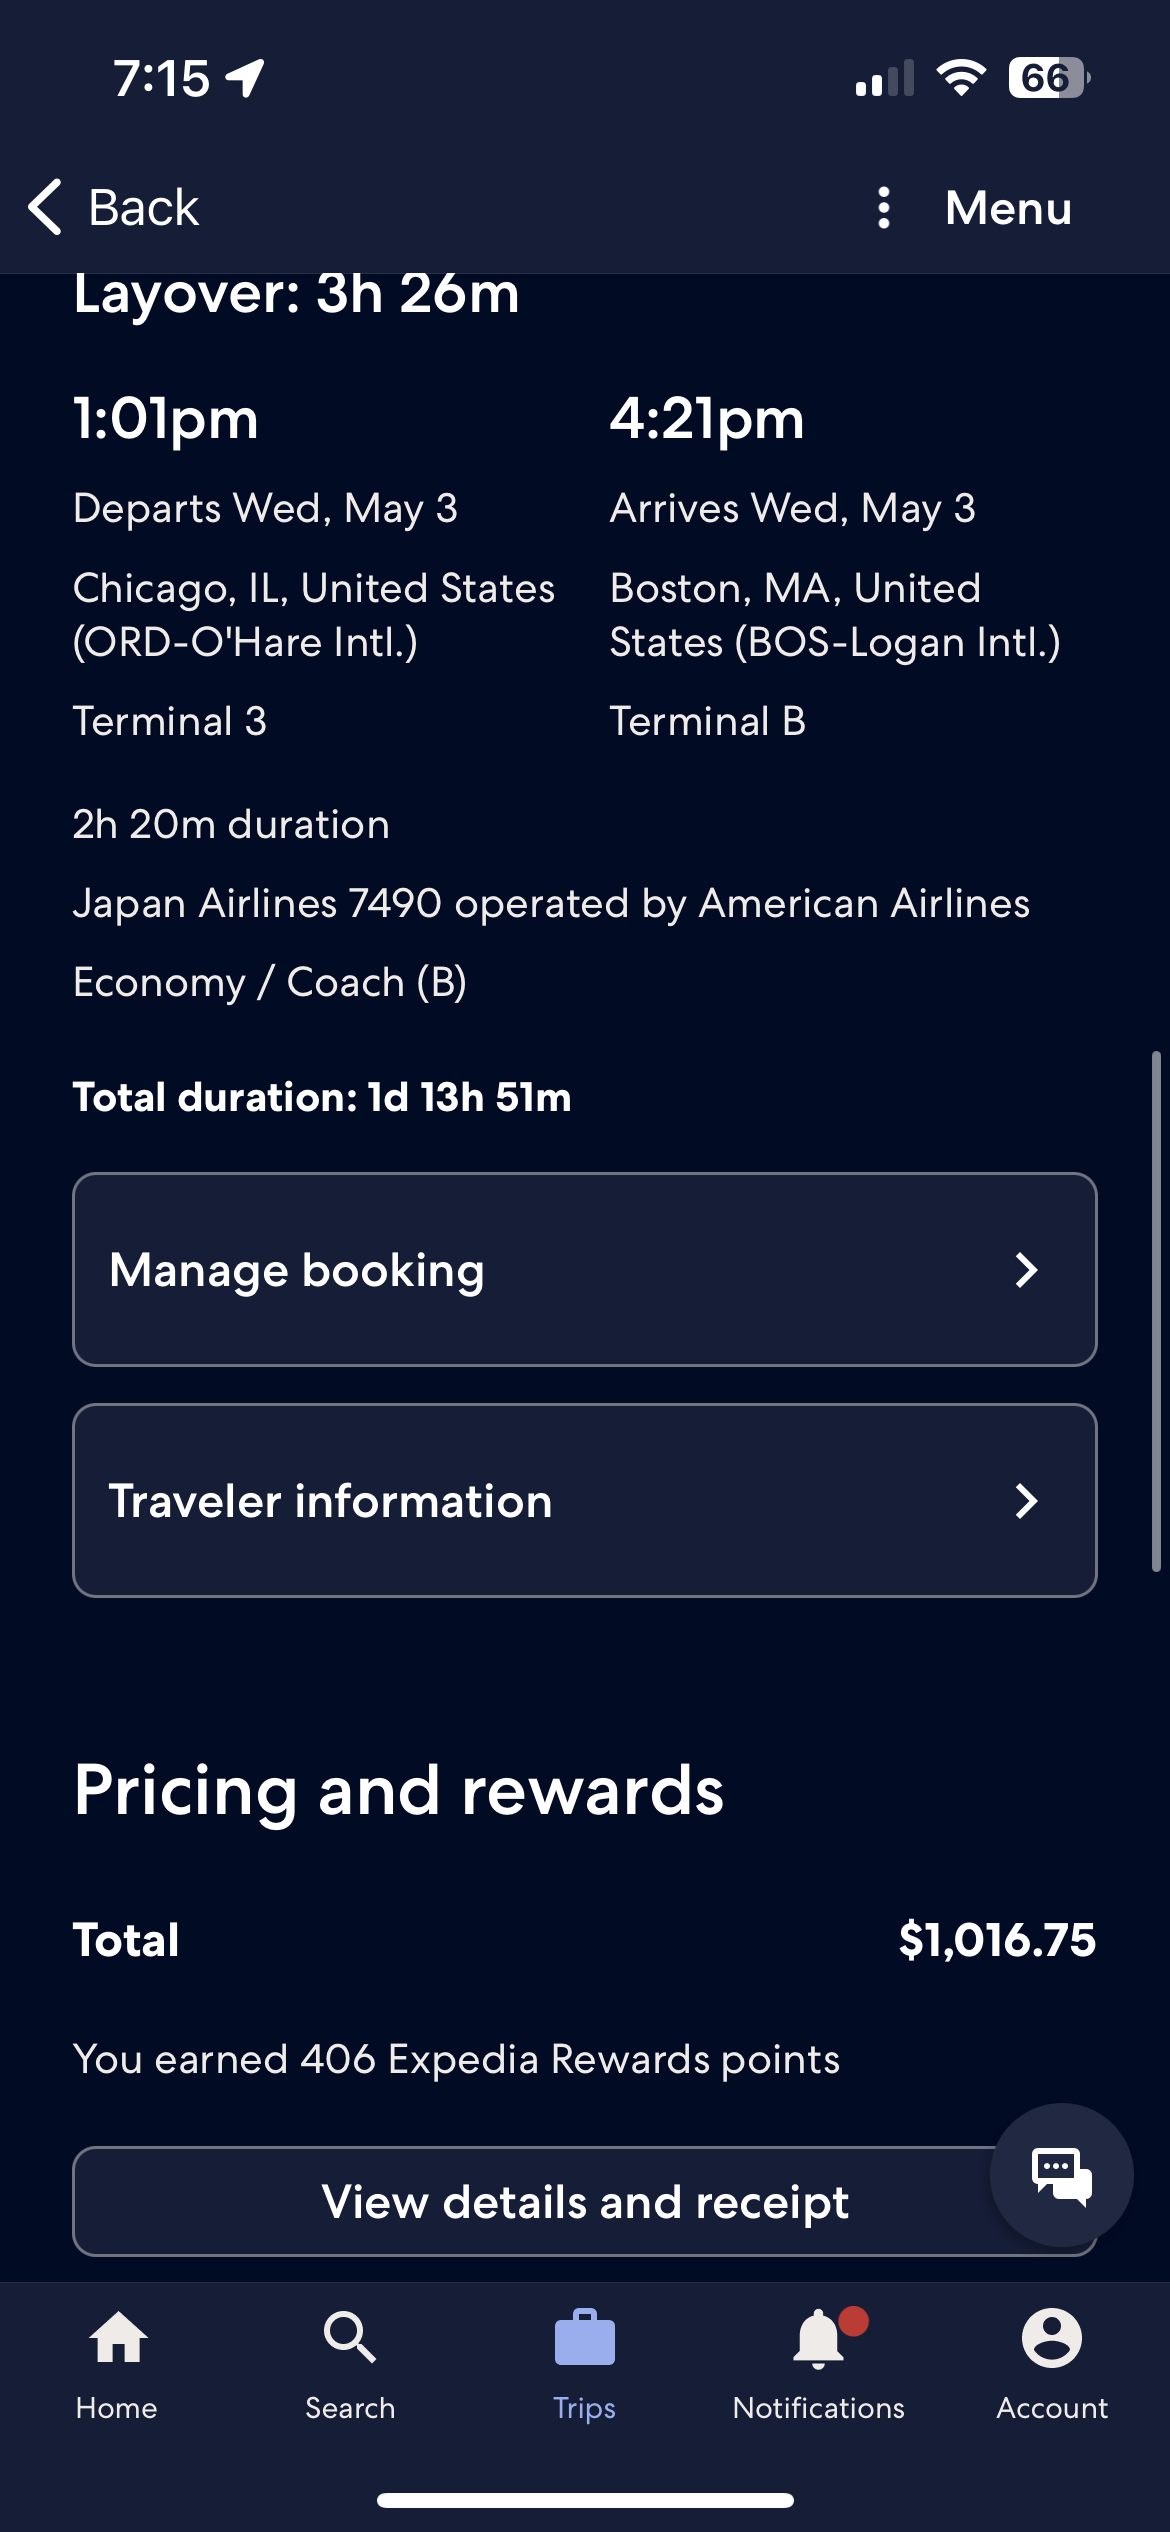 7:15
66
Back
Menu
Layover: 3h 26m
1:01pm
4:21pm
Departs Wed, May 3
Arrives Wed, May 3
Chicago, IL, United States
(ORD-O'Hare Intl.)
Boston, MA, United
States (BOS-Logan Intl.)
Terminal 3
Terminal B
2h 20m duration
Japan Airlines 7490 operated by American Airlines
Economy / Coach (B)
Total duration: 1d 13h 51m
Manage booking
Traveler information
Pricing and rewards
Total
$1,016.75
You earned 406 Expedia Rewards points
View details and receipt
Home
Search
Trips
Notifications
Account